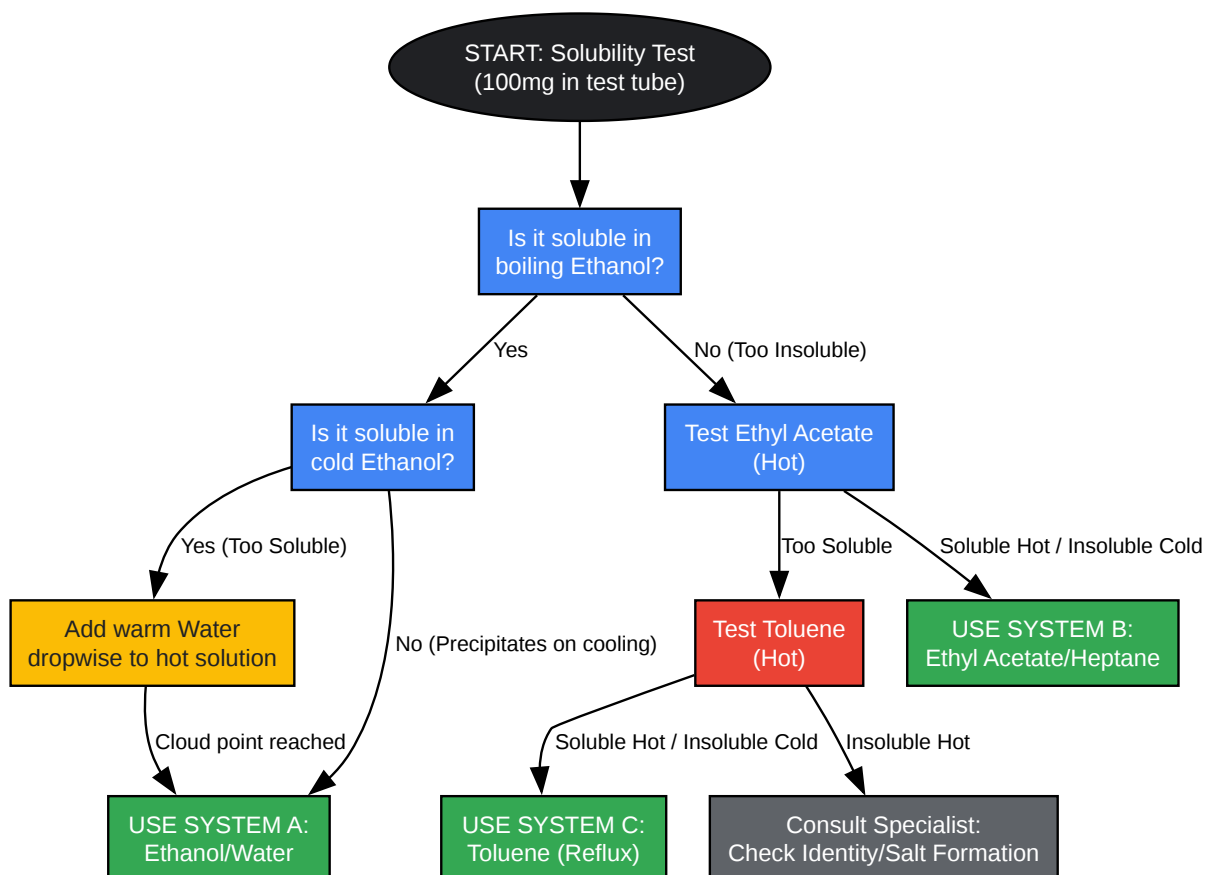 START: Solubility Test
(100mg in test tube)
Is it soluble in
boiling Ethanol?
Yes
No (Too Insoluble)
Is it soluble in
cold Ethanol?
Test Ethyl Acetate
(Hot)
Yes (Too Soluble)
Too Soluble
Soluble Hot / Insoluble Cold
Add warm Water
dropwise to hot solution
No (Precipitates on cooling)
Test Toluene
(Hot)
USE SYSTEM B:
Ethyl Acetate/Heptane
Cloud point reached
Soluble Hot / Insoluble Cold
Insoluble Hot
USE SYSTEM A:
Ethanol/Water
USE SYSTEM C:
Toluene (Reflux)
Consult Specialist:
Check Identity/Salt Formation